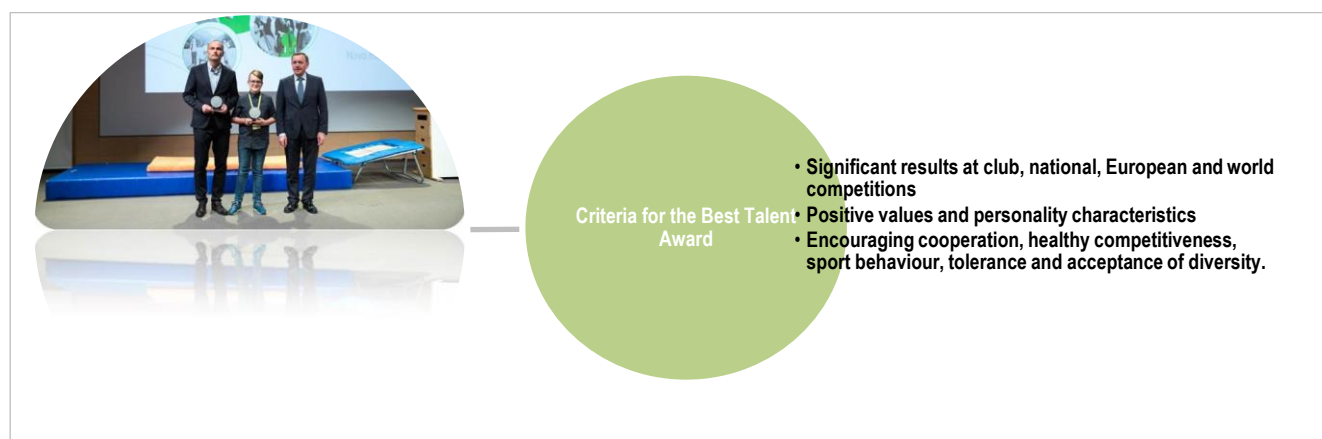 Criteria for the Best Talent
Award
• Significant results at club, national, European and world
competitions
• Positive values and personality characteristics
• Encouraging cooperation, healthy competitiveness,
sport behaviour, tolerance and acceptance of diversity.